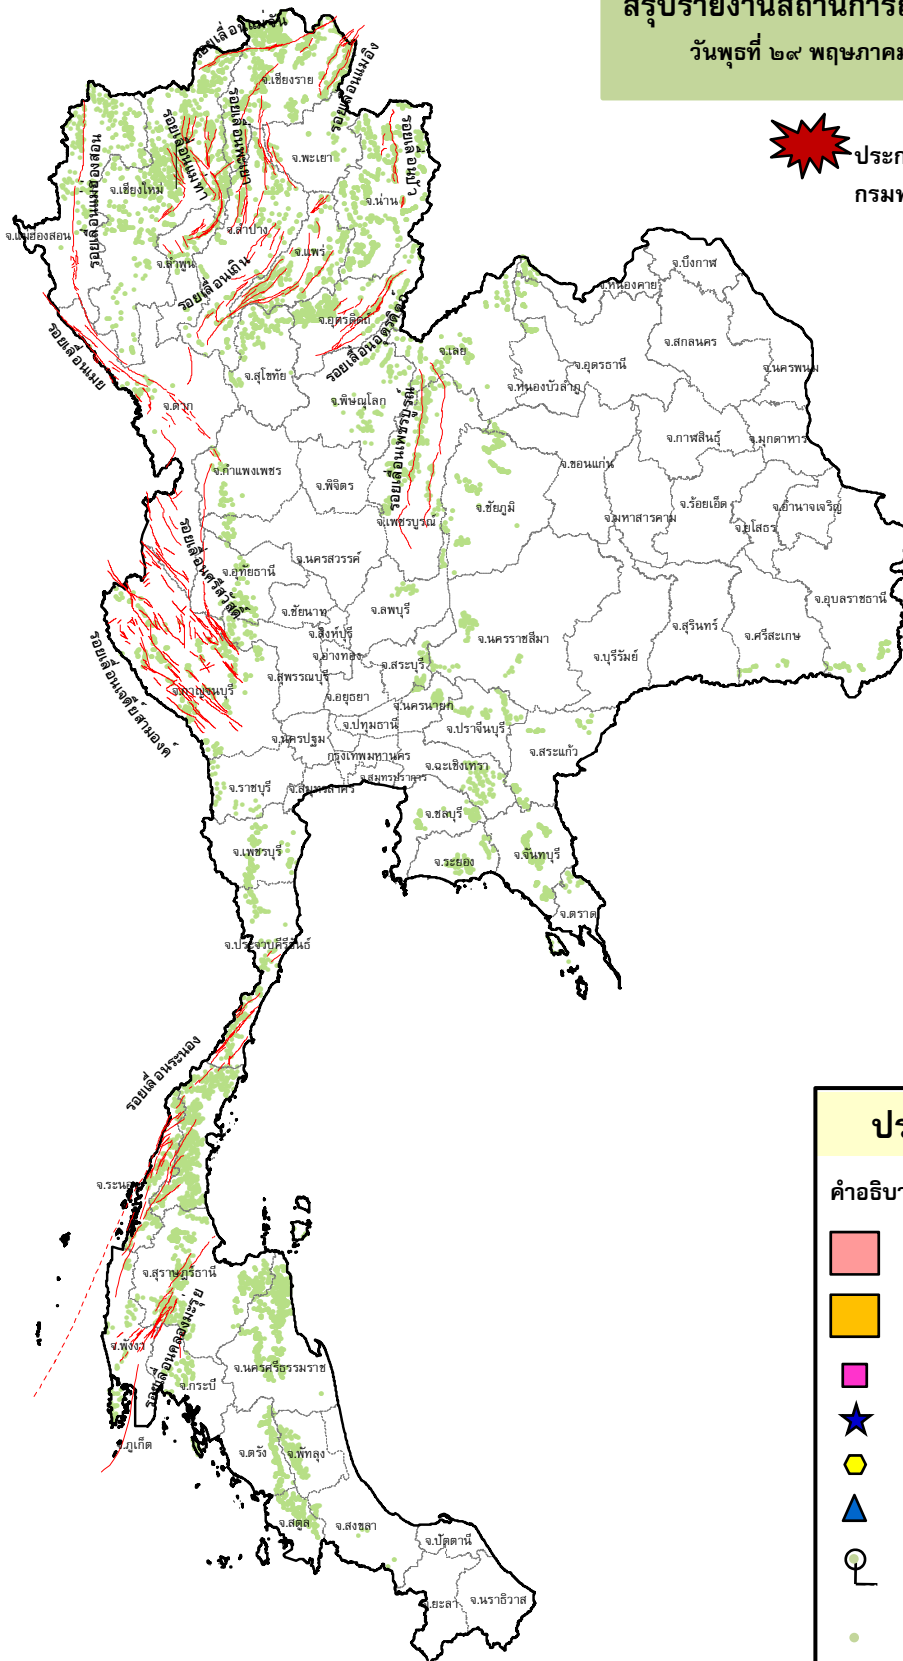 สรุปรายงานสถานการณ์
วันพุธที่ ๒๙ พฤษภาคม
กรมท
รอยเลื่อนแม่จัน
จ.เชียงราย
รอยเลื่อนแม่อิง
รอยเลื่อนแม่ฮ่องสอน
รอยเลื่อนแม่ทา
รอยเลื่อนพะเยา
รอยเลื่อนปัว
จ.พะเยา
จ.เชียงใหม่
จ.น่าน
จ.แม่ฮ่องสอน
จ.ลำปาง
จ.ลำพูน
จ.แพร่
รอยเลื่อนเถิน
จ.บึงกาฬ
จ.หนองคาย
จ.อุตรดิตถ์
รอยเลื่อนอุตรดิตถ์
รอยเลื่อนเมย
จ.สุโขทัย
จ.เลย
จ.สกลนคร
จ.อุดรธานี
จ.นครพนม
จ.หนองบัวลำภู
จ.ตาก
จ.พิษณุโลก
รอยเลื่อนเพชรบูรณ์
จ.กาฬสินธุ์
จ.มุกดาหาร
จ.กำแพงเพชร
จ.พิจิตร
จ.ขอนแก่น
จ.เพชรบูรณ์
จ.ชัยภูมิ
จ.มหาสารคาม
จ.ร้อยเอ็ด
จ.ยโสธร
จ.อำนาจเจริญ
รอยเลื่อนศรีสวัสดิ์
จ.นครสวรรค์
จ.อุทัยธานี
จ.ชัยนาท
จ.ลพบุรี
จ.อุบลราชธานี
จ.สิงห์บุรี
จ.นครราชสีมา
จ.สุรินทร์
จ.ศรีสะเกษ
จ.บุรีรัมย์
จ.อ่างทอง
จ.สระบุรี
จ.สุพรรณบุรี
รอยเลื่อนเจดีย์สามองค์
จ.กาญจนบุรี
จ.อยุธยา
จ.นครนายก
จ.ปทุมธานี
จ.ปราจีนบุรี
จ.นครปฐม
กรุงเทพมหานคร
จ.สระแก้ว
จ.ฉะเชิงเทรา
จ.สมุทรปราการ
จ.ราชบุรี
จ.สมุทรสาคร
จ.ชลบุรี
จ.เพชรบุรี
จ.ระยอง
จ.จันทบุรี
จ.ตราด
จ.ประจวบคีรีขันธ์
รอยเลื่อนระนอง
จ.ระนอง
จ.สุราษฎร์ธานี
รอยเลื่อนคลองมะรุ่ย
จ.พังงา
จ.กระบี่
จ.นครศรีธรรมราช
จ.ภูเก็ต
จ.ตรัง
จ.พัทลุง
จ.สตูล
จ.สงขลา
จ.ปัตตานี
จ.ยะลา
จ.นราธิวาส